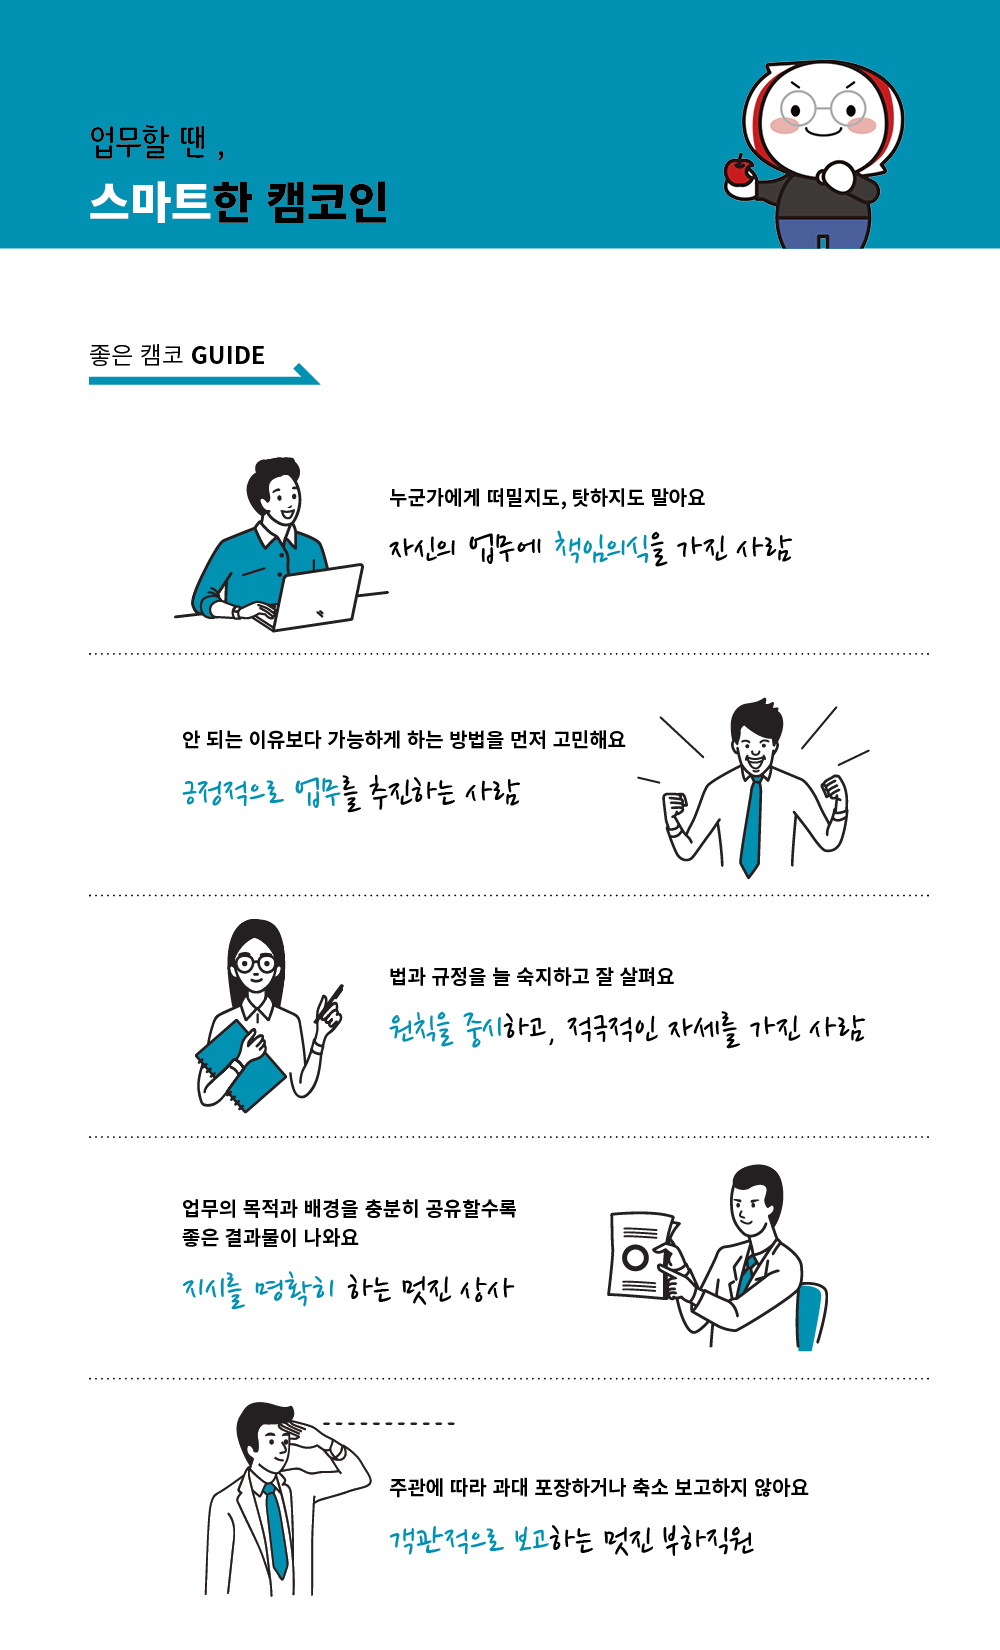 업무할 땐 ,
스마트한 캠코인
좋은 캠코 GUIDE
누군가에게 떠밀지도, 탓하지도 말아요
자신의 업무에 책임의식을 가진 사람
안 되는 이유보다 가능하게 하는 방법을 먼저 고민해요
긍정적으로 업무를 추진하는 사람
법과 규정을 늘 숙지하고 잘 살펴요
원칙을 중시하고, 적극적인 자세를 가진 사람
업무의 목적과 배경을 충분히 공유할수록
좋은 결과물이 나와요
지시를 명확히 하는 멋진 상사
주관에 따라 과대 포장하거나 축소 보고하지 않아요
객관적으로 보고하는 멋진 부하직원